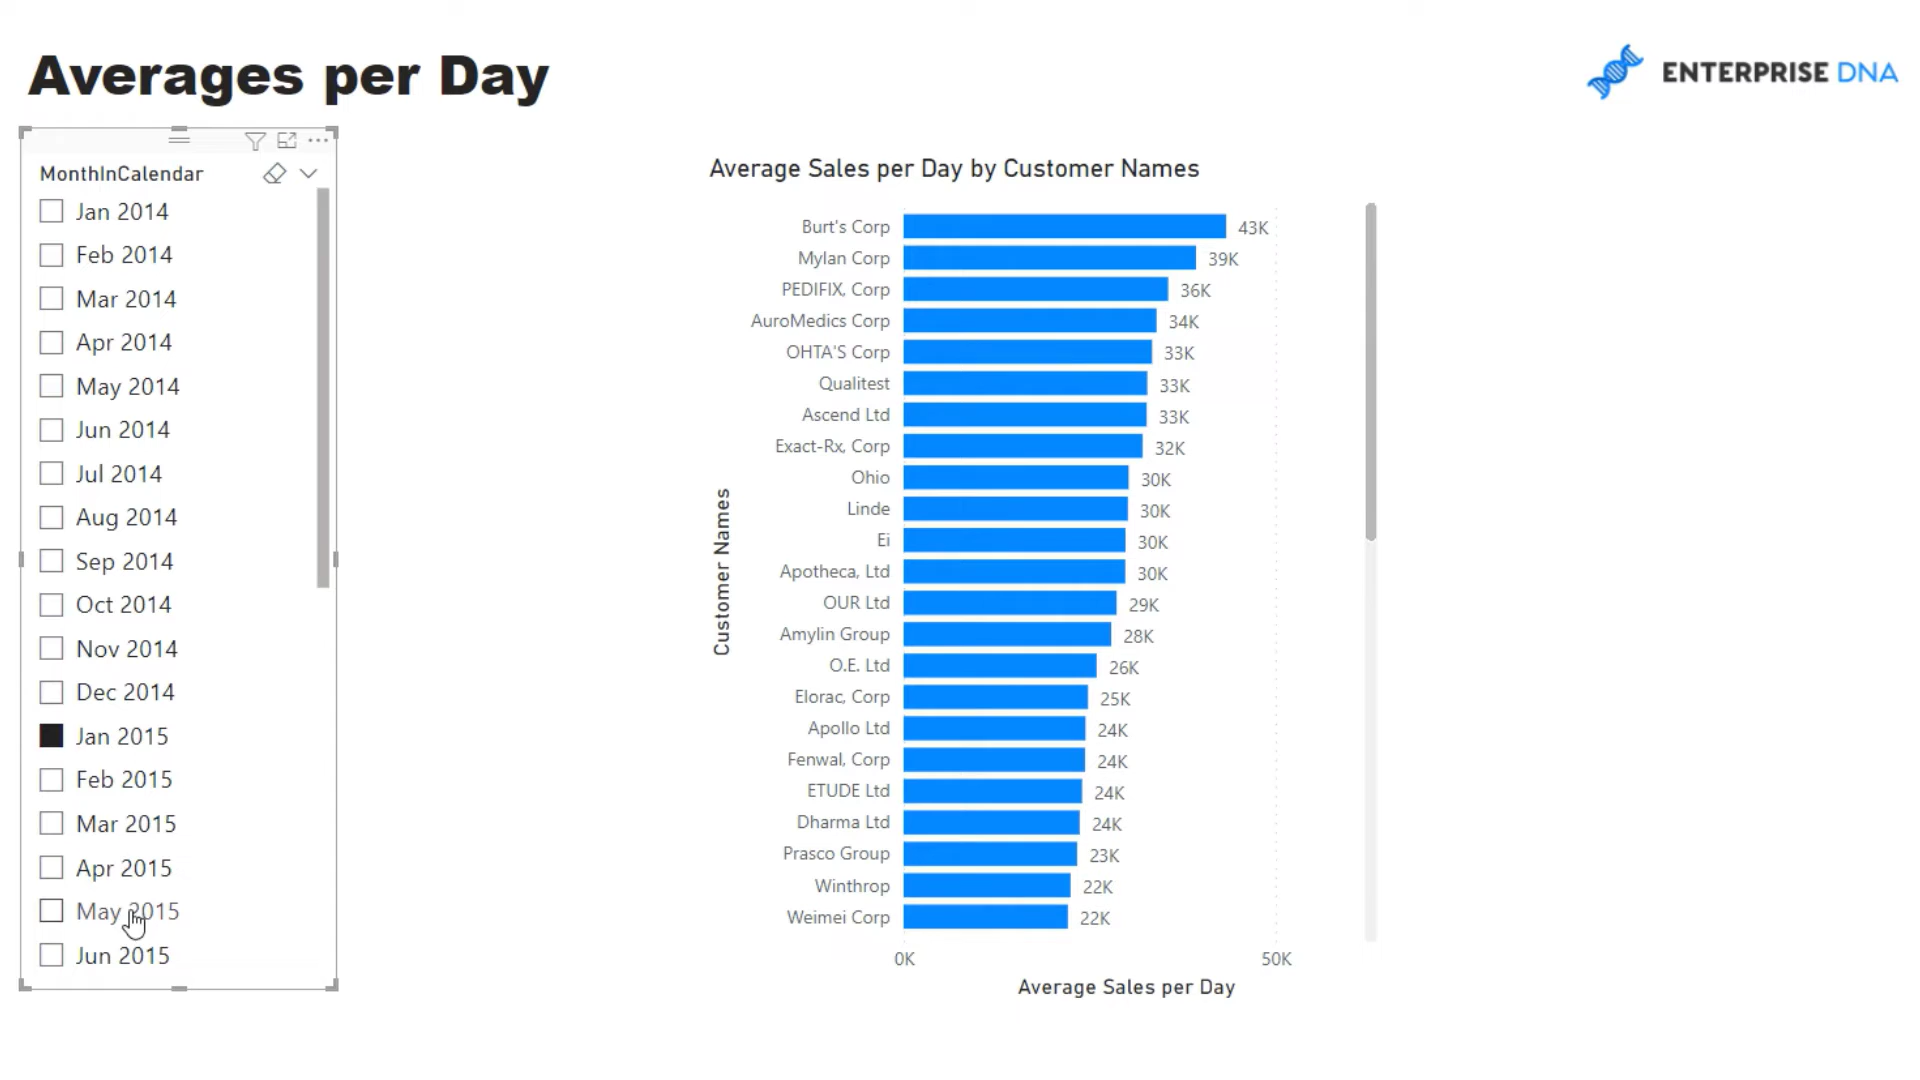 Averages per Day
ENTERPRISE DNA
MonthInCalendar
Jan 2014
Feb 2014
Mar 2014
Apr 2014
May 2014
Jun 2014
Jul 2014
Aug 2014
Sep 2014
Oct 2014
Nov 2014
Dec 2014
Jan 2015
Feb 2015
Mar 2015
Apr 2015
May 2015
Jun 2015
Average Sales per Day by Customer Names
Customer Names
Burt's Corp 43K
Mylan Corp 39K
PEDIFIX, Corp 36K
AuroMedics Corp 34K
OHTA'S Corp 33K
Qualitest 33K
Ascend Ltd 33K
Exact-Rx, Corp 32K
Ohio 30K
Linde 30K
Ei 30K
Apotheca, Ltd 30K
OUR Ltd 29K
Amylin Group 28K
O.E. Ltd 26K
Elorac, Corp 25K
Apollo Ltd 24K
Fenwal, Corp 24K
ETUDE Ltd 24K
Dharma Ltd 24K
Prasco Group 23K
Winthrop 22K
Weimei Corp 22K
0K 50K
Average Sales per Day